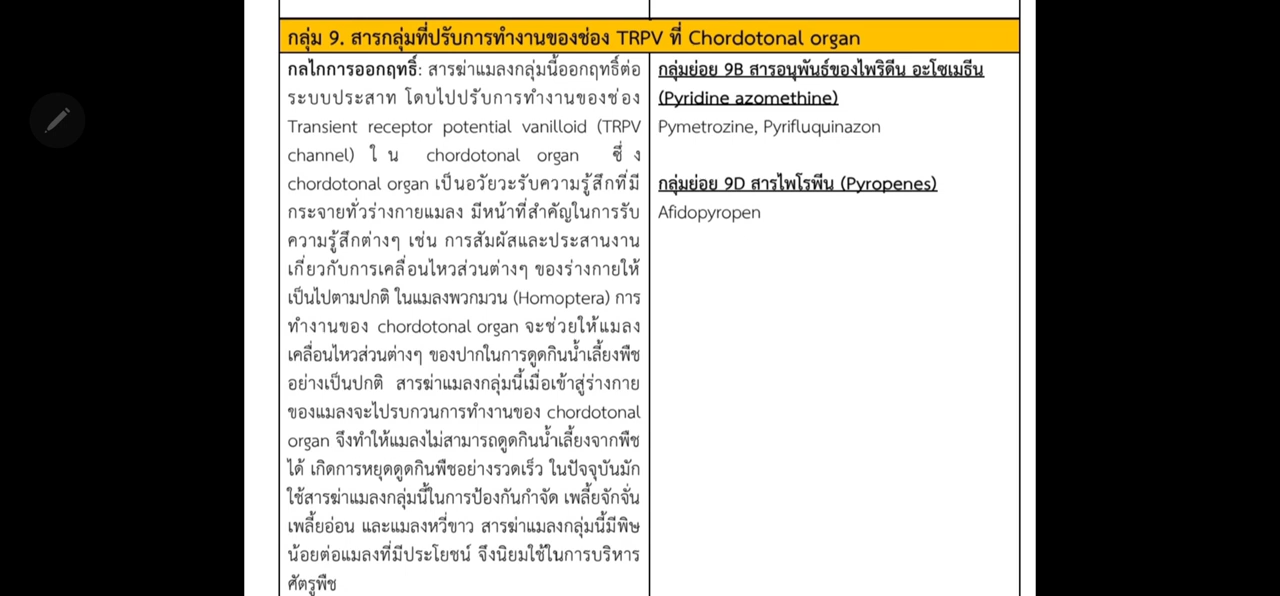 กลุ่ม 9. สารกลุ่มที่ปรับการทำงานของช่อง TRPV ที่ Chordotonal organ
กลไกการออกฤทธิ์: สารฆ่าแมลงกลุ่มนี้ออกฤทธิ์ต่อ
ระบบประสาท โดบไปปรับการทำงานของช่อง
Transient receptor potential vanilloid (TRPV
channel) ใน chordotonal organ ซึ่ง
chordotonal organ เป็นอวัยวะรับความรู้สึกที่มี
กระจายทั่วร่างกายแมลง มีหน้าที่สำคัญในการรับ
ความรู้สึกต่างๆ เช่น การสัมผัสและประสานงาน
เกี่ยวกับการเคลื่อนไหวส่วนต่างๆ ของร่างกายให้
เป็นไปตามปกติ ในแมลงพวกมวน (Homoptera) การ
ทำงานของ chordotonal organ จะช่วยให้แมลง
เคลื่อนไหวส่วนต่างๆ ของปากในการดูดกินน้ำเลี้ยงพืช
อย่างเป็นปกติ สารฆ่าแมลงกลุ่มนี้เมื่อเข้าสู่ร่างกาย
ของแมลงจะไปรบกวนการทำงานของ chordotonal
organ จึงทำให้แมลงไม่สามารถดูดกินน้ำเลี้ยงจากพืช
ได้ เกิดการหยุดดูดกินพืชอย่างรวดเร็ว ในปัจจุบันมัก
ใช้สารฆ่าแมลงกลุ่มนี้ในการป้องกันกำจัด เพลี้ยจักจั่น
เพลี้ยอ่อน และแมลงหวี่ขาว สารฆ่าแมลงกลุ่มนี้มีพิษ
น้อยต่อแมลงที่มีประโยชน์ จึงนิยมใช้ในการบริหาร
ศัตรูพืช
กลุ่มย่อย 9B สารอนุพันธ์ของไพริดีน อะโซเมธีน
(Pyridine azomethine)
Pymetrozine, Pyrifluquinazon
กลุ่มย่อย 9D สารไพโรพีน (Pyropenes)
Afidopyropen